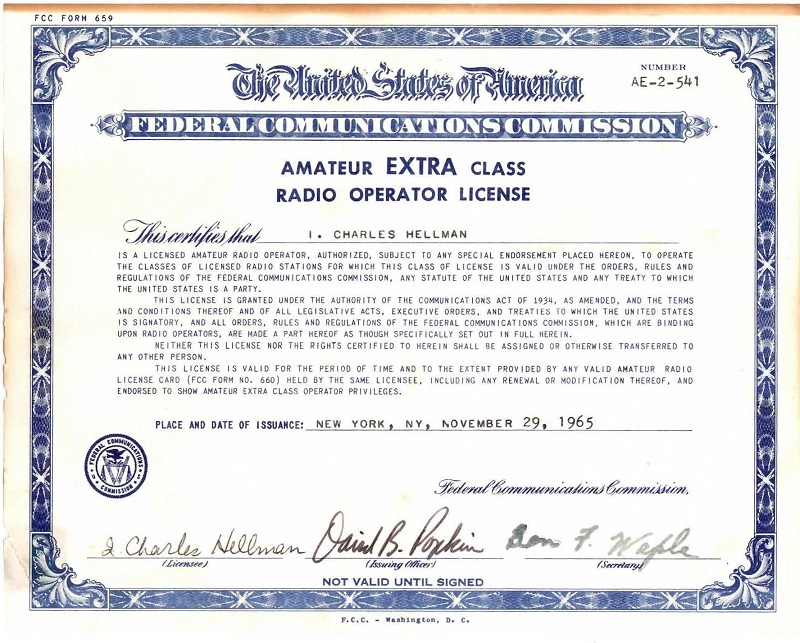 FCC FORM 659
The United States of America
NUMBER
AE-2-541
FEDERAL COMMUNICATIONS COMMISSION
AMATEUR EXTRA CLASS
RADIO OPERATOR LICENSE
This certifies that I. CHARLES HELLMAN
IS A LICENSED AMATEUR RADIO OPERATOR, AUTHORIZED, SUBJECT TO ANY SPECIAL ENDORSEMENT PLACED HEREON, TO OPERATE
THE CLASSES OF LICENSED RADIO STATIONS FOR WHICH THIS CLASS OF LICENSE IS VALID UNDER THE ORDERS, RULES AND
REGULATIONS OF THE FEDERAL COMMUNICATIONS COMMISSION, ANY STATUTE OF THE UNITED STATES AND ANY TREATY TO WHICH
THE UNITED STATES IS A PARTY.
THIS LICENSE IS GRANTED UNDER THE AUTHORITY OF THE COMMUNICATIONS ACT OF 1934, AS AMENDED, AND THE TERMS
AND CONDITIONS THEREOF AND OF ALL LEGISLATIVE ACTS, EXECUTIVE ORDERS, AND TREATIES TO WHICH THE UNITED STATES
IS SIGNATORY, AND ALL ORDERS, RULES AND REGULATIONS OF THE FEDERAL COMMUNICATIONS COMMISSION, WHICH ARE BINDING
UPON RADIO OPERATORS, ARE MADE A PART HEREOF AS THOUGH SPECIFICALLY SET OUT IN FULL HEREIN.
NEITHER THIS LICENSE NOR THE RIGHTS CERTIFIED TO HEREIN SHALL BE ASSIGNED OR OTHERWISE TRANSFERRED TO
ANY OTHER PERSON.
THIS LICENSE IS VALID FOR THE PERIOD OF TIME AND TO THE EXTENT PROVIDED BY ANY VALID AMATEUR RADIO
LICENSE CARD (FCC FORM NO. 660) HELD BY THE SAME LICENSEE, INCLUDING ANY RENEWAL OR MODIFICATION THEREOF, AND
ENDORSED TO SHOW AMATEUR EXTRA CLASS OPERATOR PRIVILEGES.
PLACE AND DATE OF ISSUANCE: NEW YORK, NY, NOVEMBER 29, 1965
FEDERAL COMMUNICATIONS
COMMISSION
Federal Communications Commission,
I Charles Hellman David B. Popkin Ben F. Waple
(Licensee) (Issuing Officer) (Secretary)
NOT VALID UNTIL SIGNED
F.C.C. - Washington, D. C.